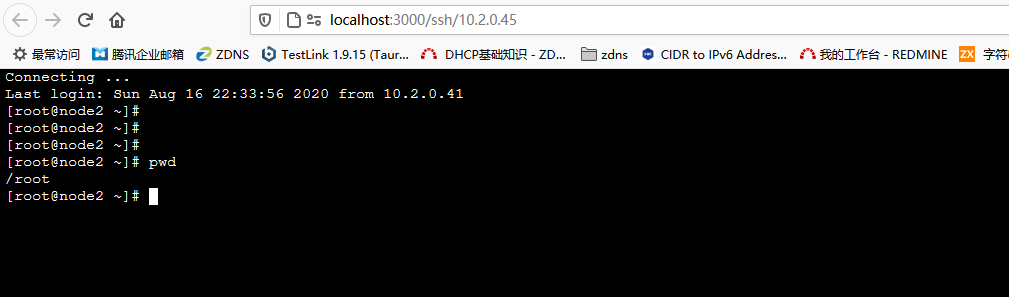 localhost:3000/ssh/10.2.0.45
最常访问 腾讯企业邮箱 ZDNS TestLink 1.9.15 (Taur... DHCP基础知识 - ZD... zdns CIDR to IPv6 Addres... 我的工作台 - REDMINE ZX
Connecting ...
Last login: Sun Aug 16 22:33:56 2020 from 10.2.0.41
[root@node2 ~]#
[root@node2 ~]#
[root@node2 ~]#
[root@node2 ~]# pwd
/root
[root@node2 ~]#